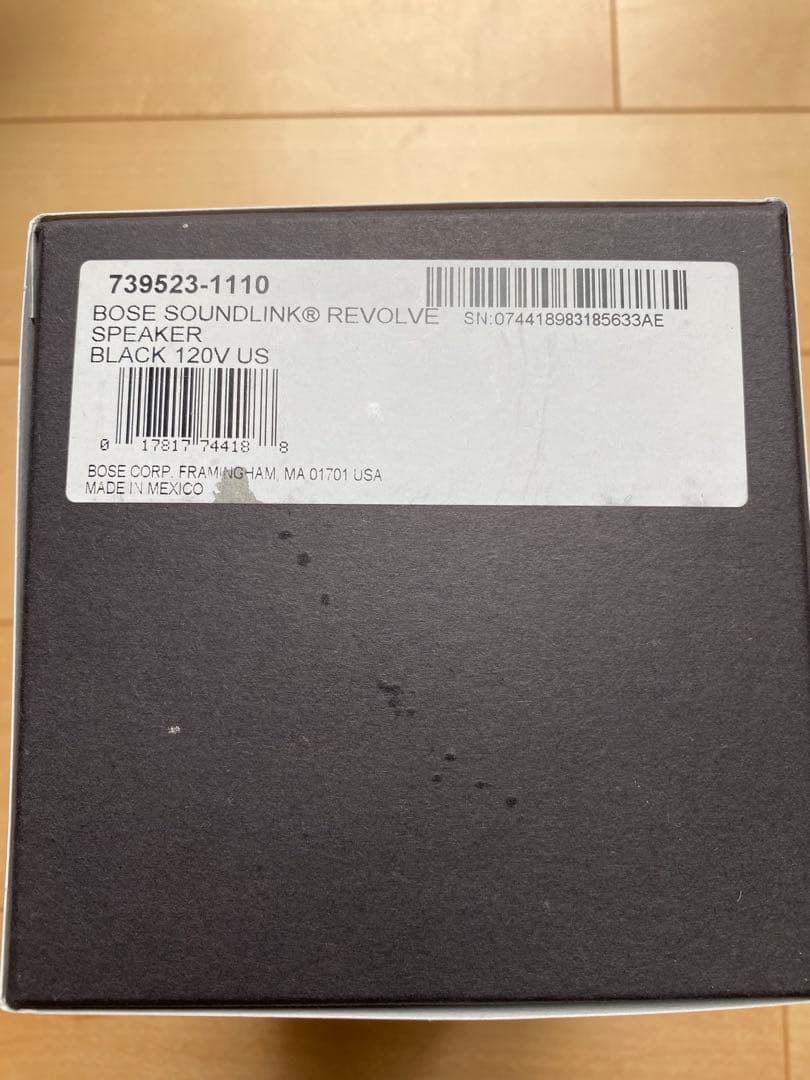 739523-1110
BOSE SOUNDLINK® REVOLVE
SPEAKER
BLACK 120V US
SN:074418983185633AE
0 17817 74418 8
BOSE CORP. FRAMINGHAM, MA 01701 USA
MADE IN MEXICO